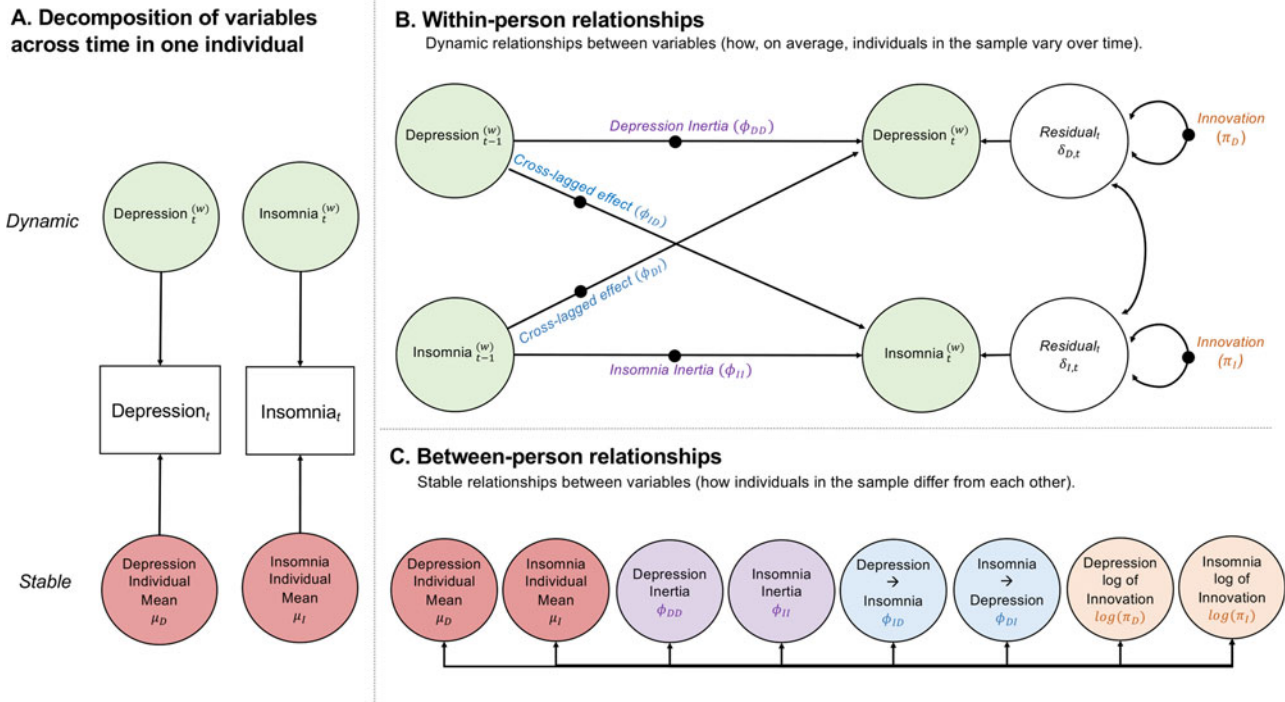 A. Decomposition of variables
across time in one individual
Dynamic
Depression (w) t
Insomnia (w) t
Depressiont
Insomniat
Stable
Depression
Individual
Mean
μD
Insomnia
Individual
Mean
μI
B. Within-person relationships
Dynamic relationships between variables (how, on average, individuals in the sample vary over time).
Depression (w) t−1
Depression Inertia (ϕDD)
Depression (w) t
Residualt
δD,t
Innovation
(πD)
Cross-lagged effect (ϕID)
Cross-lagged effect (ϕDI)
Insomnia (w) t−1
Insomnia Inertia (ϕII)
Insomnia (w) t
Residualt
δI,t
Innovation
(πI)
C. Between-person relationships
Stable relationships between variables (how individuals in the sample differ from each other).
Depression
Individual
Mean
μD
Insomnia
Individual
Mean
μI
Depression
Inertia
ϕDD
Insomnia
Inertia
ϕII
Depression
→
Insomnia
ϕID
Insomnia
→
Depression
ϕDI
Depression
log of
Innovation
log(πD)
Insomnia
log of
Innovation
log(πI)